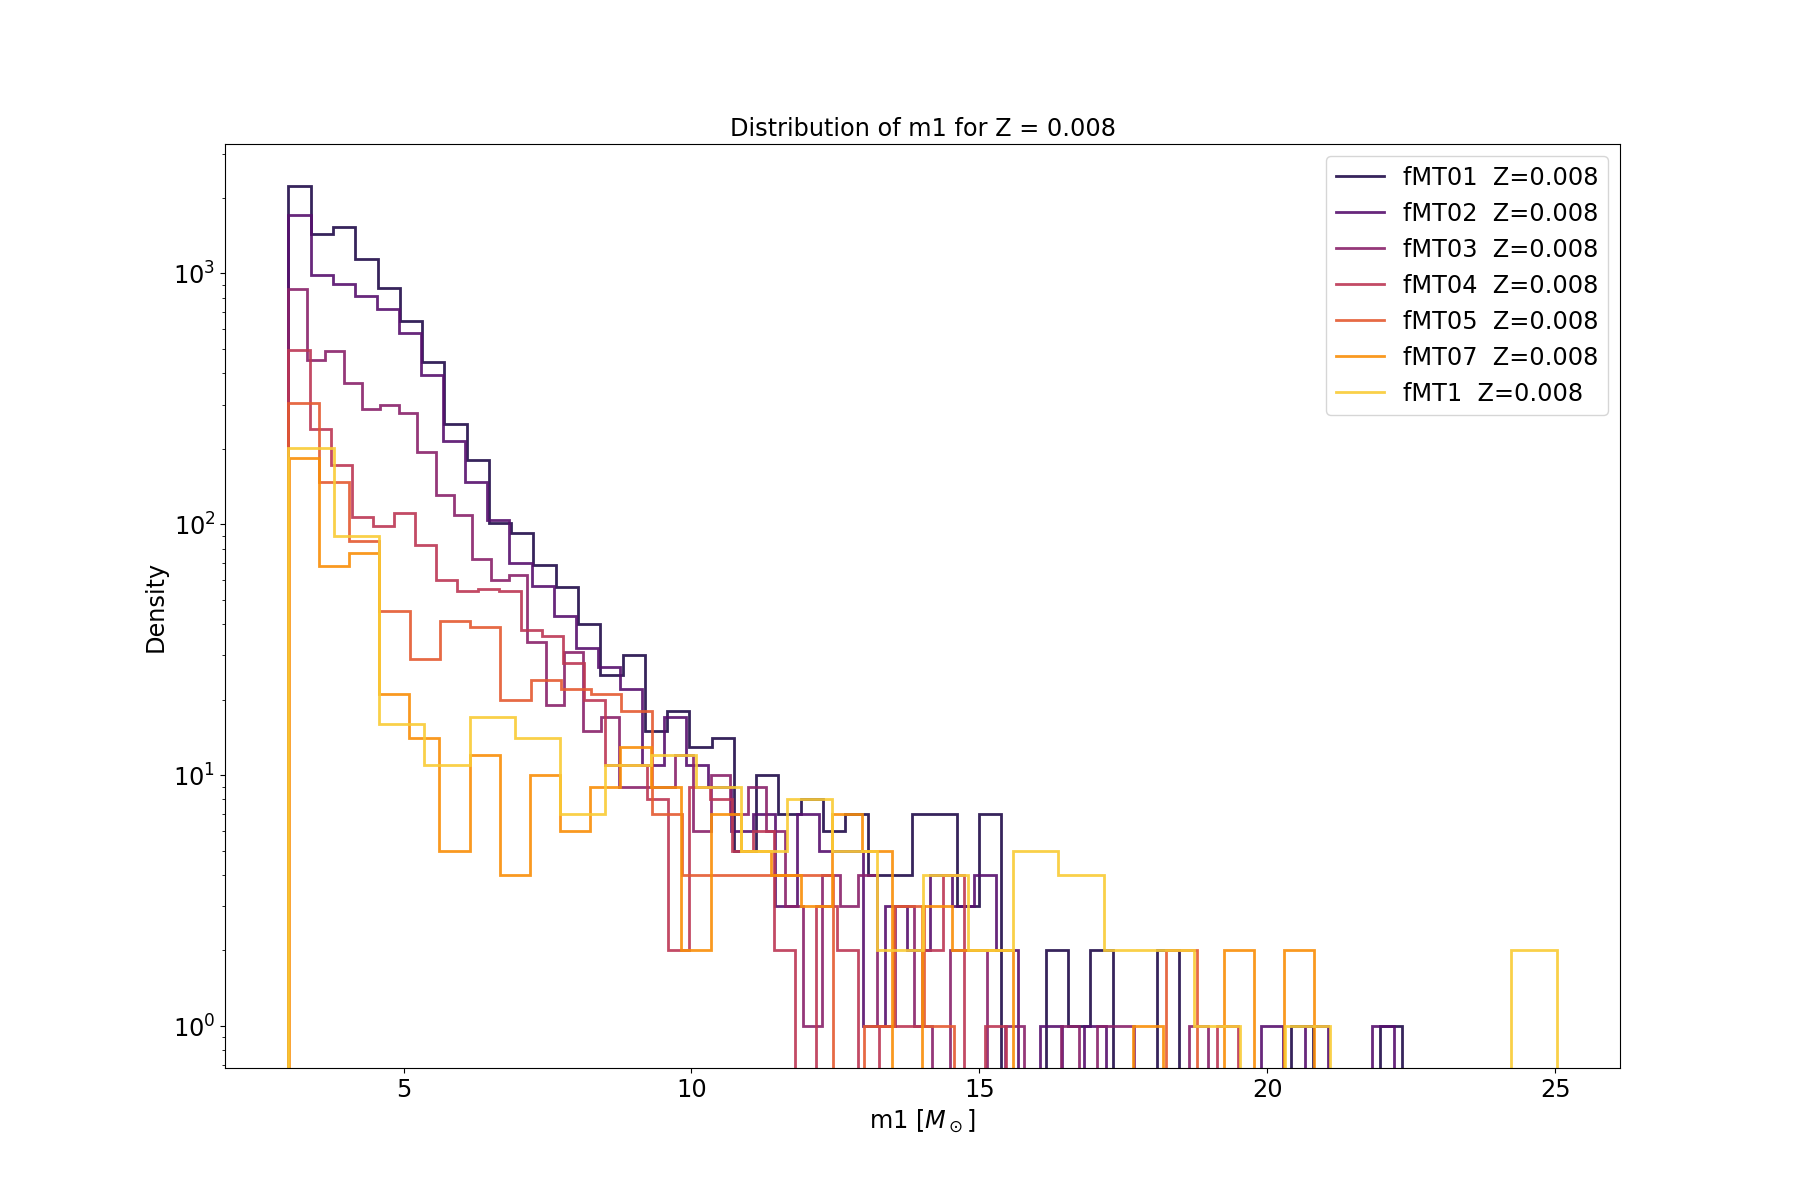 Distribution of m1 for Z = 0.008
fMT01 Z=0.008
fMT02 Z=0.008
fMT03 Z=0.008
fMT04 Z=0.008
fMT05 Z=0.008
fMT07 Z=0.008
fMT1 Z=0.008
10³
10²
10¹
10⁰
Density
5 10 15 20 25
m1 [M⊙]